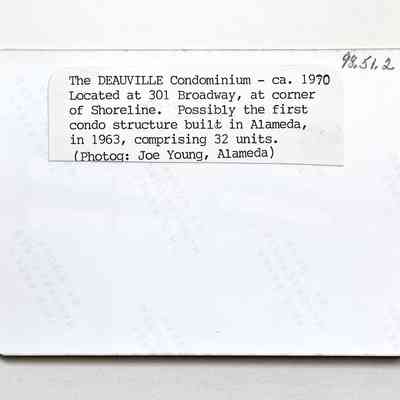 98.51.2
The DEAUVILLE Condominium - ca. 1970
Located at 301 Broadway, at corner
of Shoreline.  Possibly the first
condo structure built in Alameda,
in 1963, comprising 32 units.
(Photog: Joe Young, Alameda)